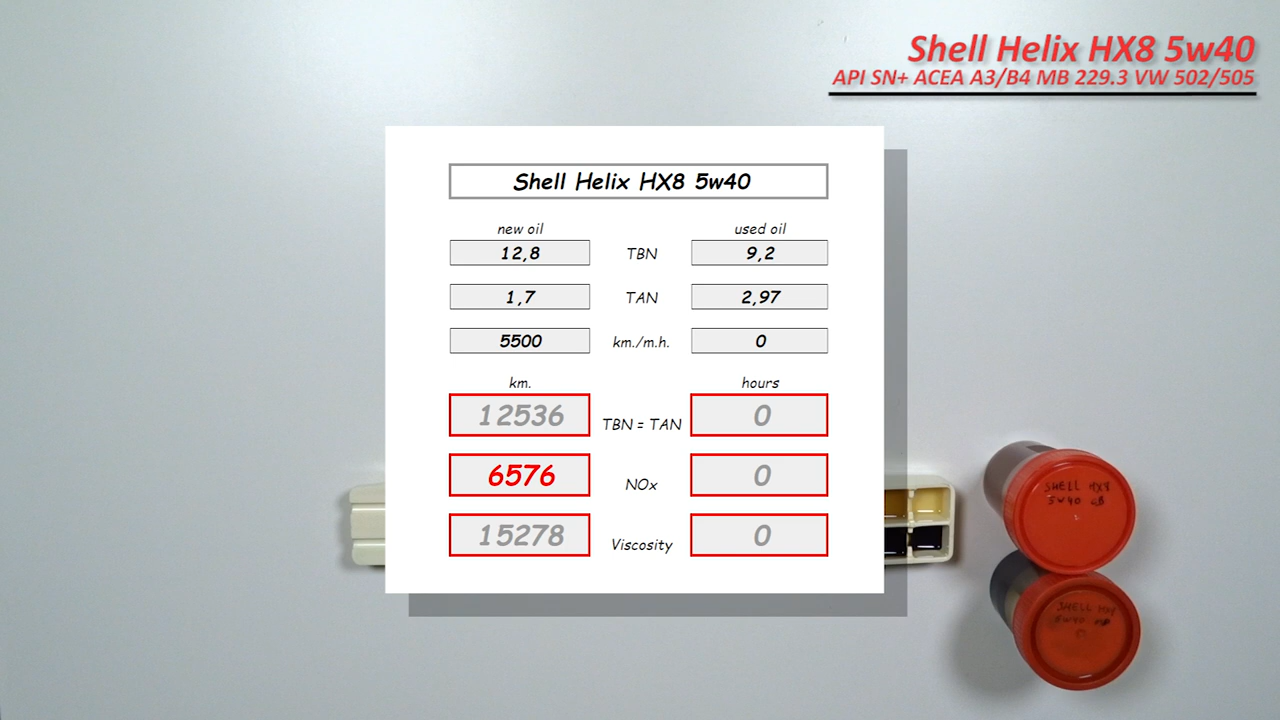 Shell Helix HX8 5w40
API SN+ ACEA A3/B4 MB 229.3 VW 502/505
Shell Helix HX8 5w40
new oil used oil
12,8 TBN 9,2
1,7 TAN 2,97
5500 km./m.h. 0
km. hours
12536 TBN = TAN 0
6576 NOx 0
15278 Viscosity 0
SHELL HX8
5W40
SHELL
5W40